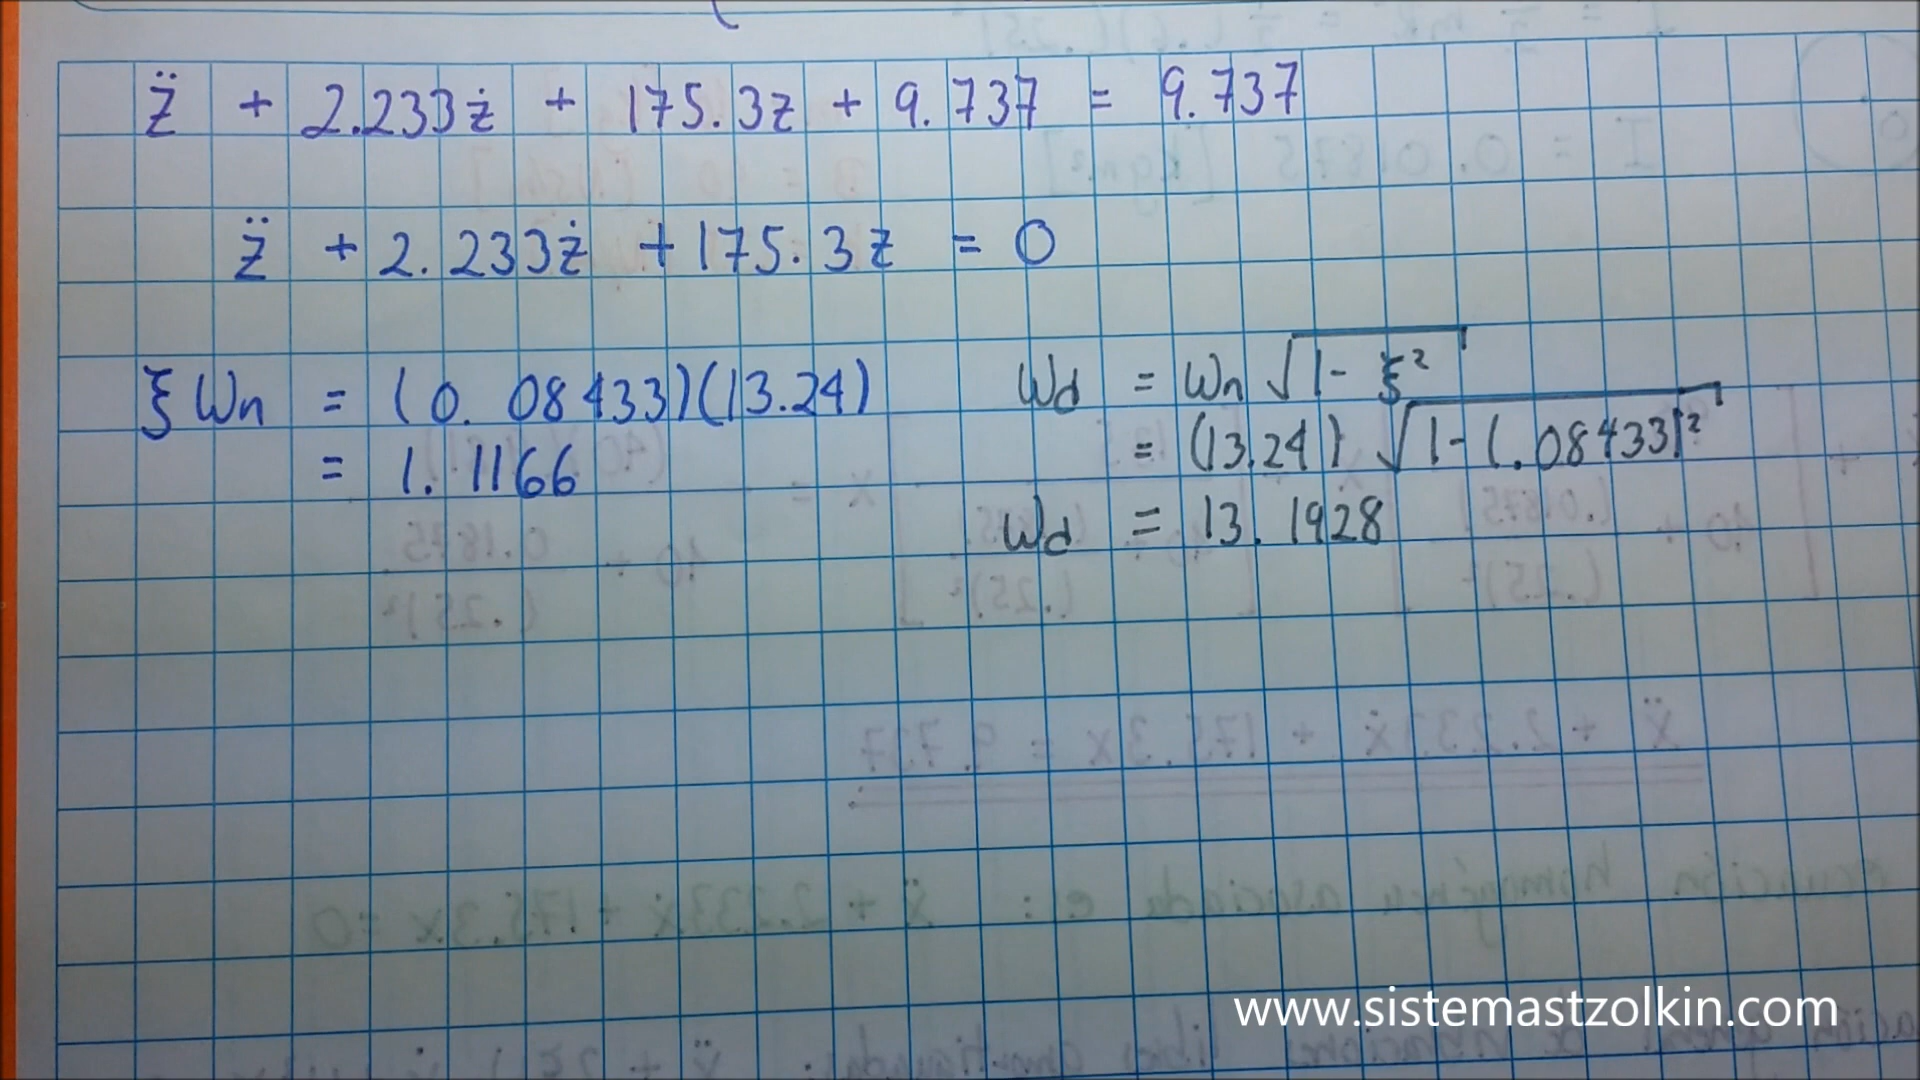 z̈ + 2.233ż + 175.3z + 9.737 = 9.737
z̈ + 2.233ż + 175.3z = 0
ξWn = (0.08433)(13.24)
= 1.1166
Wd = Wn √1-ξ²
= (13.24) √1-(.08433)²
Wd = 13.1928
www.sistemastzolkin.com